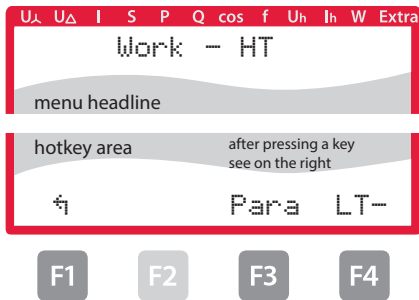 U⅄ U△ I S P Q cos f Uh Ih W Extra
Work - HT
menu headline
hotkey area
after pressing a key
see on the right
↰ Para LT-
F1 F2 F3 F4